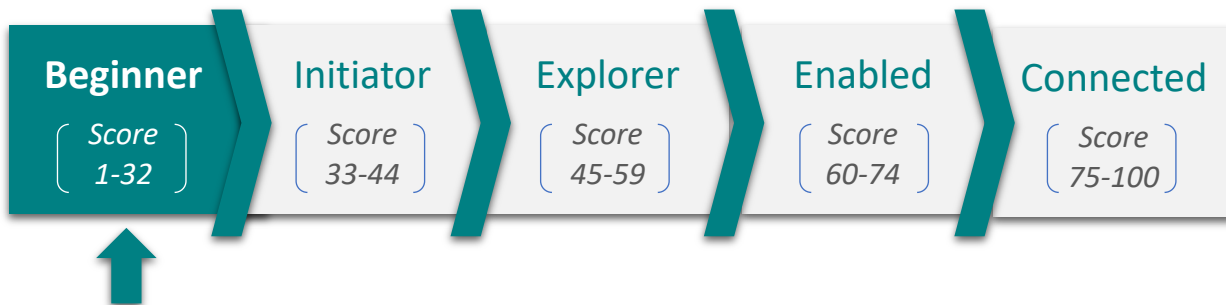 Beginner
Score
1-32
Initiator
Score
33-44
Explorer
Score
45-59
Enabled
Score
60-74
Connected
Score
75-100